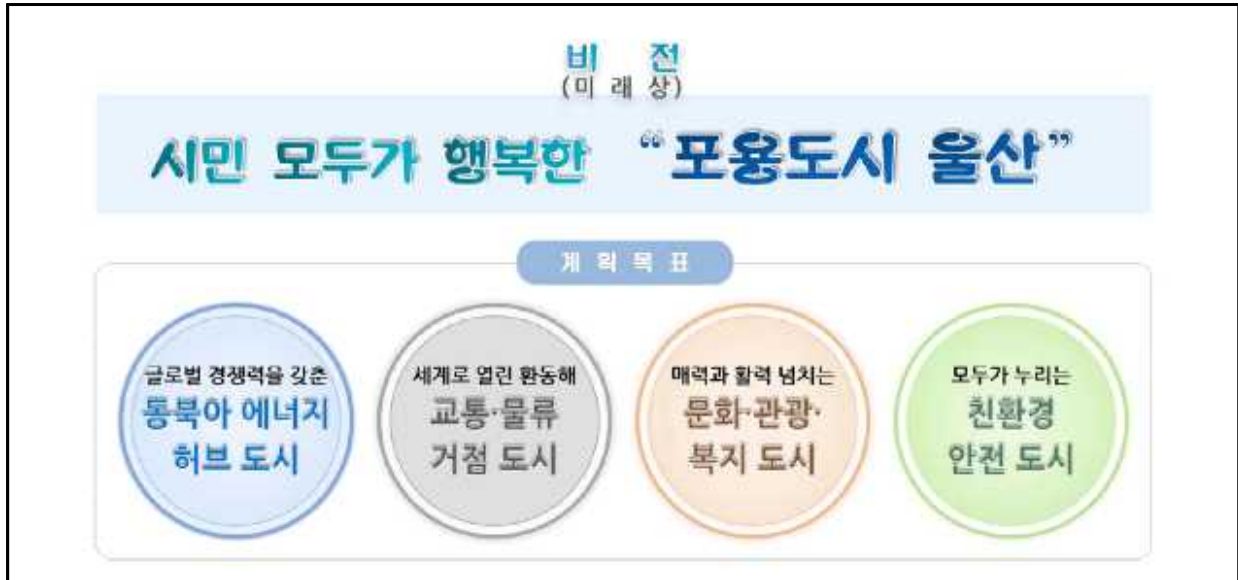 비 전
(미 래 상)
시민 모두가 행복한 “포용도시 울산”
계 획 목 표
글로벌 경쟁력을 갖춘
동북아 에너지
허브 도시
세계로 열린 환동해
교통·물류
거점 도시
매력과 활력 넘치는
문화·관광·
복지 도시
모두가 누리는
친환경
안전 도시